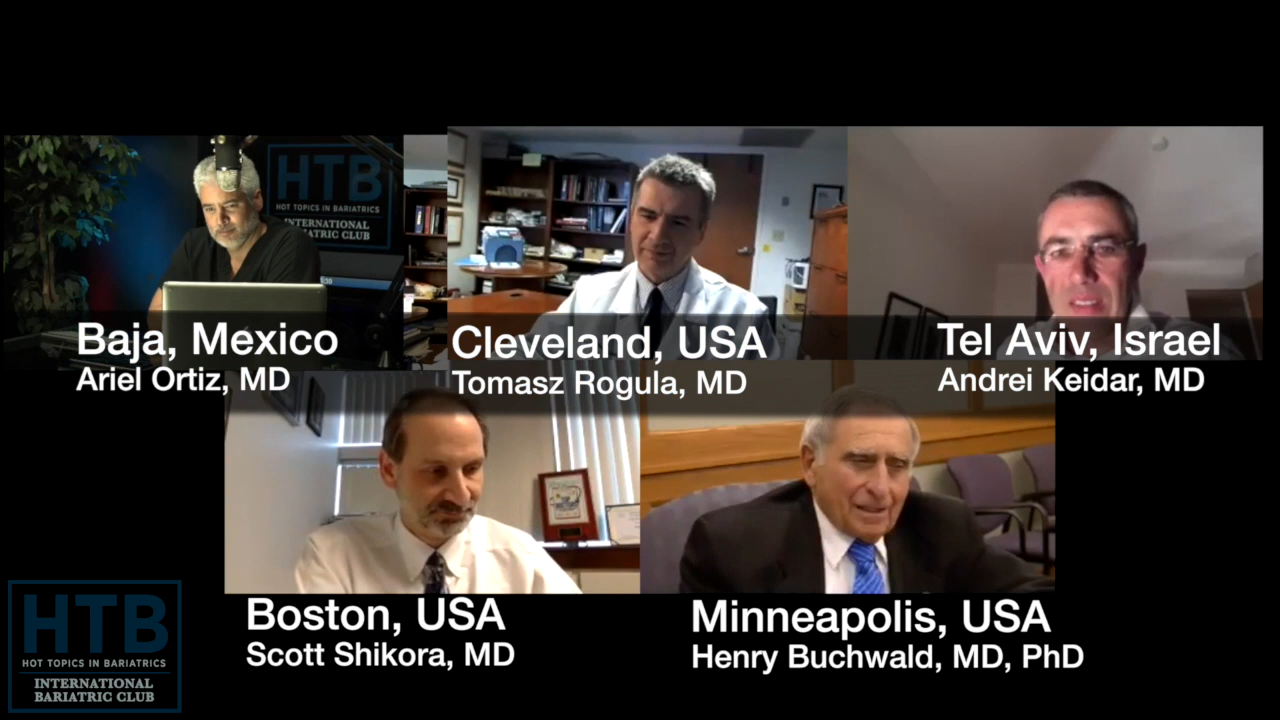 HTB
HOT TOPICS IN BARIATRICS
INTERNATIONAL
BARIATRIC CLUB
Baja, Mexico
Ariel Ortiz, MD
Cleveland, USA
Tomasz Rogula, MD
Tel Aviv, Israel
Andrei Keidar, MD
Boston, USA
Scott Shikora, MD
Minneapolis, USA
Henry Buchwald, MD, PhD
HTB
HOT TOPICS IN BARIATRICS
INTERNATIONAL
BARIATRIC CLUB